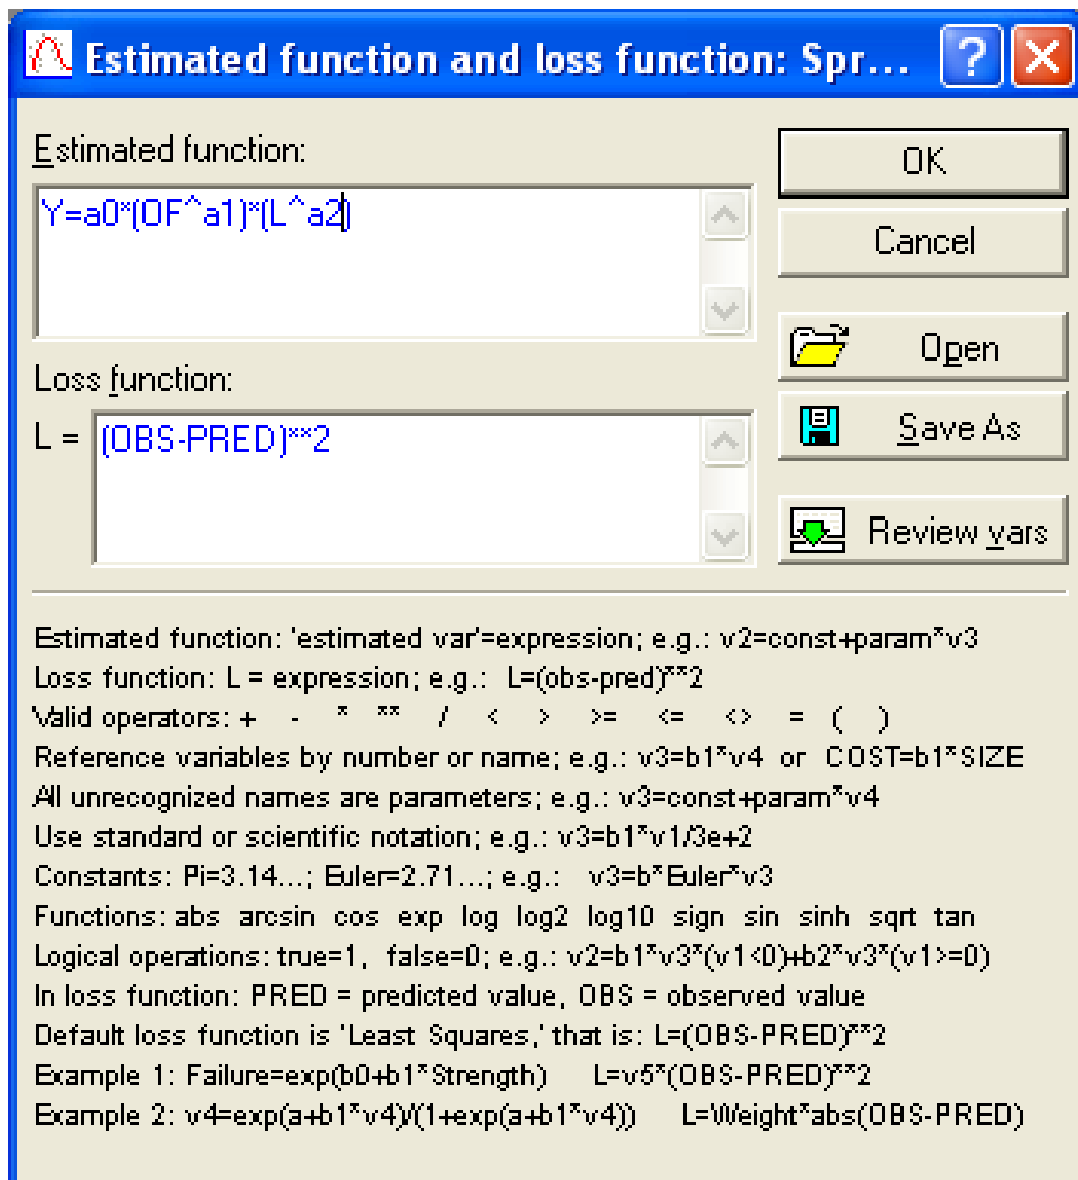 Estimated function and loss function: Spr...
Estimated function:
Y=a0*(OF^a1)*(L^a2)
OK
Cancel
Open
Loss function:
L =
(OBS-PRED)**2
Save As
Review vars
Estimated function: 'estimated var'=expression; e.g.: v2=const+param*v3
Loss function: L = expression; e.g.: L=(obs-pred)**2
Valid operators: + - * ** / < > >= <= <> = ( )
Reference variables by number or name; e.g.: v3=b1*v4 or COST=b1*SIZE
All unrecognized names are parameters; e.g.: v3=const+param*v4
Use standard or scientific notation; e.g.: v3=b1*v1/3e+2
Constants: Pi=3.14...; Euler=2.71...; e.g.: v3=b*Euler*v3
Functions: abs arcsin cos exp log log2 log10 sign sin sinh sqrt tan
Logical operations: true=1, false=0; e.g.: v2=b1*v3*(v1<0)+b2*v3*(v1>=0)
In loss function: PRED = predicted value, OBS = observed value
Default loss function is 'Least Squares,' that is: L=(OBS-PRED)**2
Example 1: Failure=exp(b0+b1*Strength) L=v5*(OBS-PRED)**2
Example 2: v4=exp(a+b1*v4)/(1+exp(a+b1*v4)) L=Weight*abs(OBS-PRED)